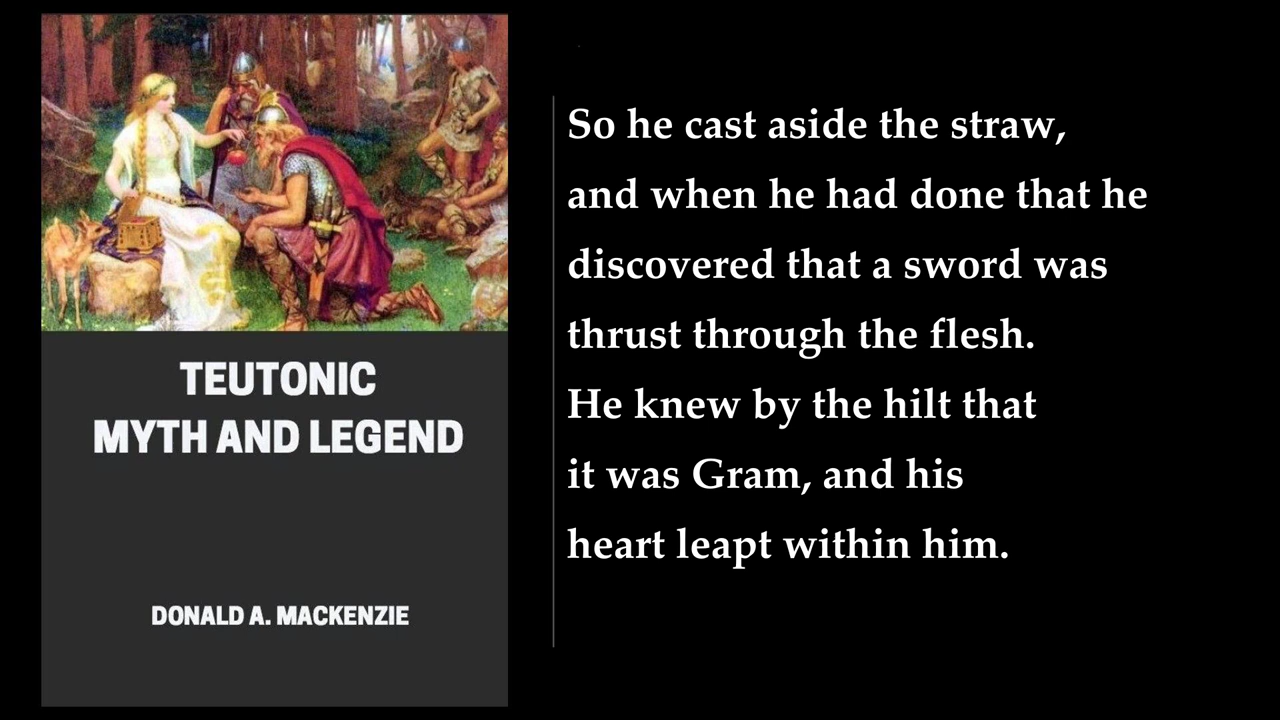 TEUTONIC
MYTH AND LEGEND
DONALD A. MACKENZIE
So he cast aside the straw,
and when he had done that he
discovered that a sword was
thrust through the flesh.
He knew by the hilt that
it was Gram, and his
heart leapt within him.